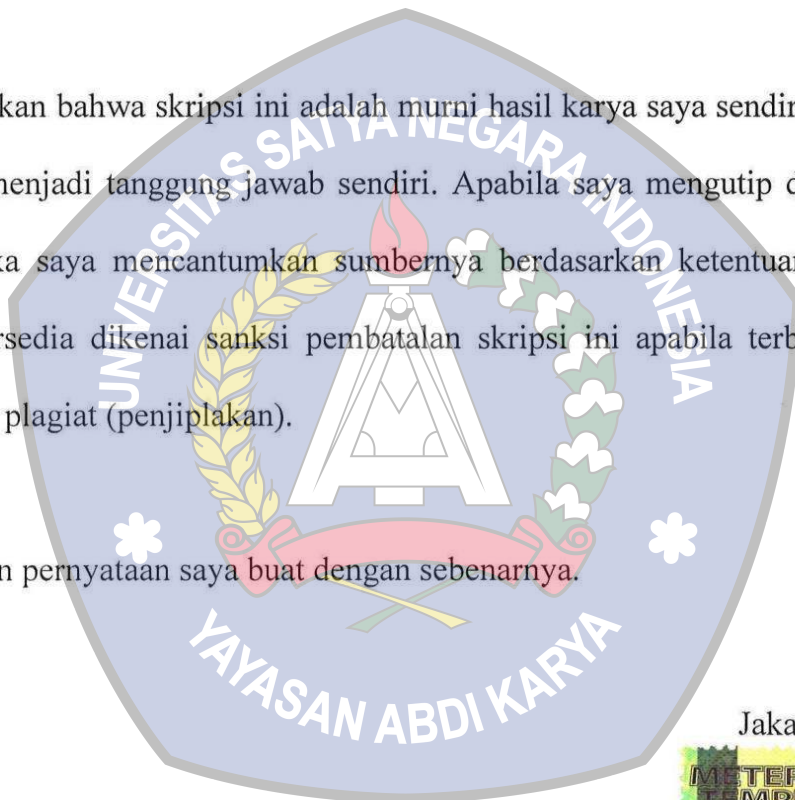 kan bahwa skripsi ini adalah murni hasil karya saya sendir
menjadi tanggung jawab sendiri. Apabila saya mengutip d
ka saya mencantumkan sumbernya berdasarkan ketentuan
rsedia dikenai sanksi pembatalan skripsi ini apabila terb
plagiat (penjiplakan).
n pernyataan saya buat dengan sebenarnya.
Jaka
METER
TEMP
UNIVERSITAS SATYA NEGARA INDONESIA
YAYASAN ABDI KARYA